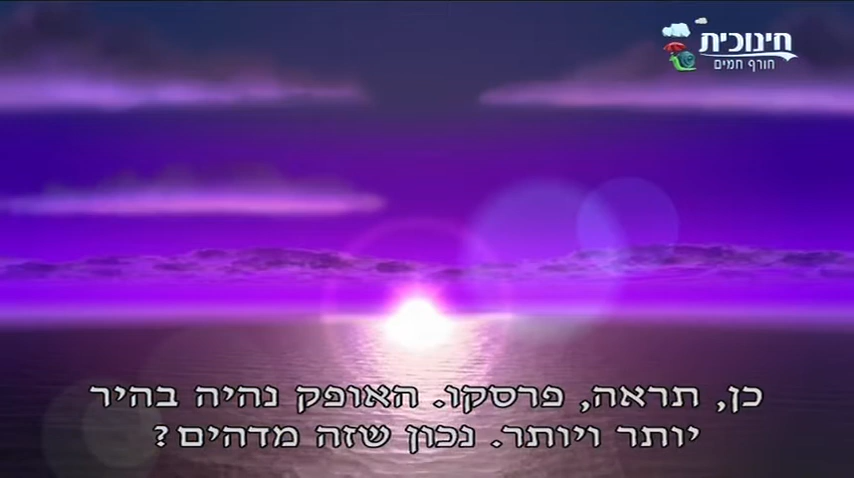 חינוכית
חורף חמים
כן, תראה, פרסקו. האופק נהיה בהיר
יותר ויותר. נכון שזה מדהים?